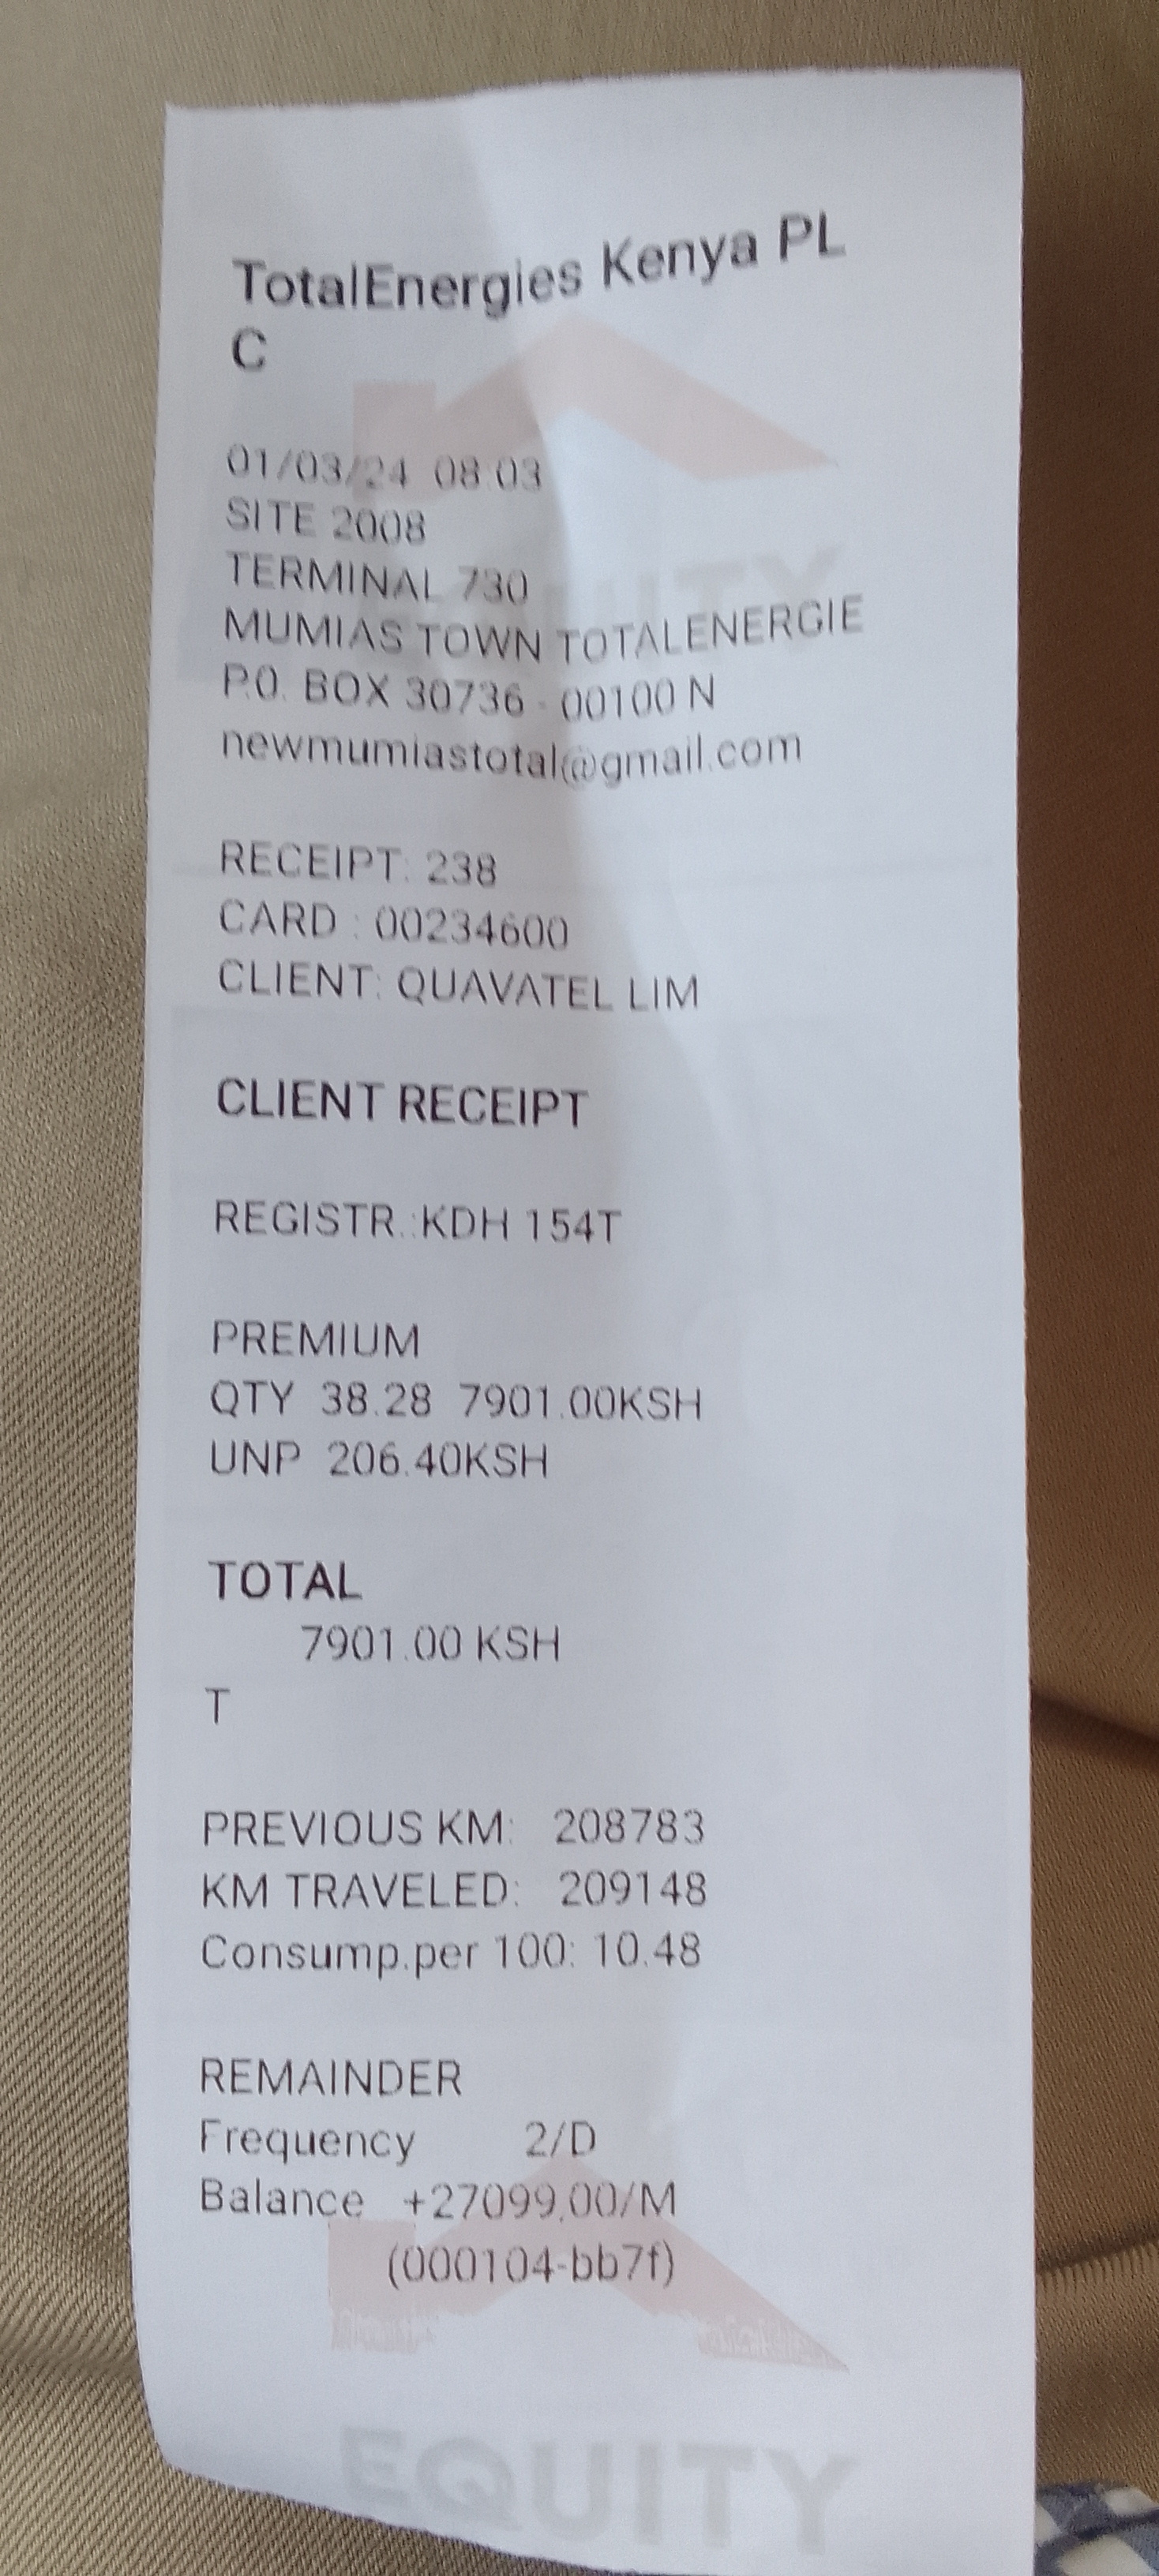 TotalEnergies Kenya PL
C
01/03/24 08:03
SITE 2008
TERMINAL 730
MUMIAS TOWN TOTALENERGIE
P.O. BOX 30736 - 00100 N
newmumiastotal@gmail.com
RECEIPT: 238
CARD : 00234600
CLIENT: QUAVATEL LIM
CLIENT RECEIPT
REGISTR.:KDH 154T
PREMIUM
QTY 38.28 7901.00KSH
UNP 206.40KSH
TOTAL
7901.00 KSH
T
PREVIOUS KM: 208783
KM TRAVELED: 209148
Consump.per 100: 10.48
REMAINDER
Frequency 2/D
Balance +27099.00/M
(000104-bb7f)
EQUITY